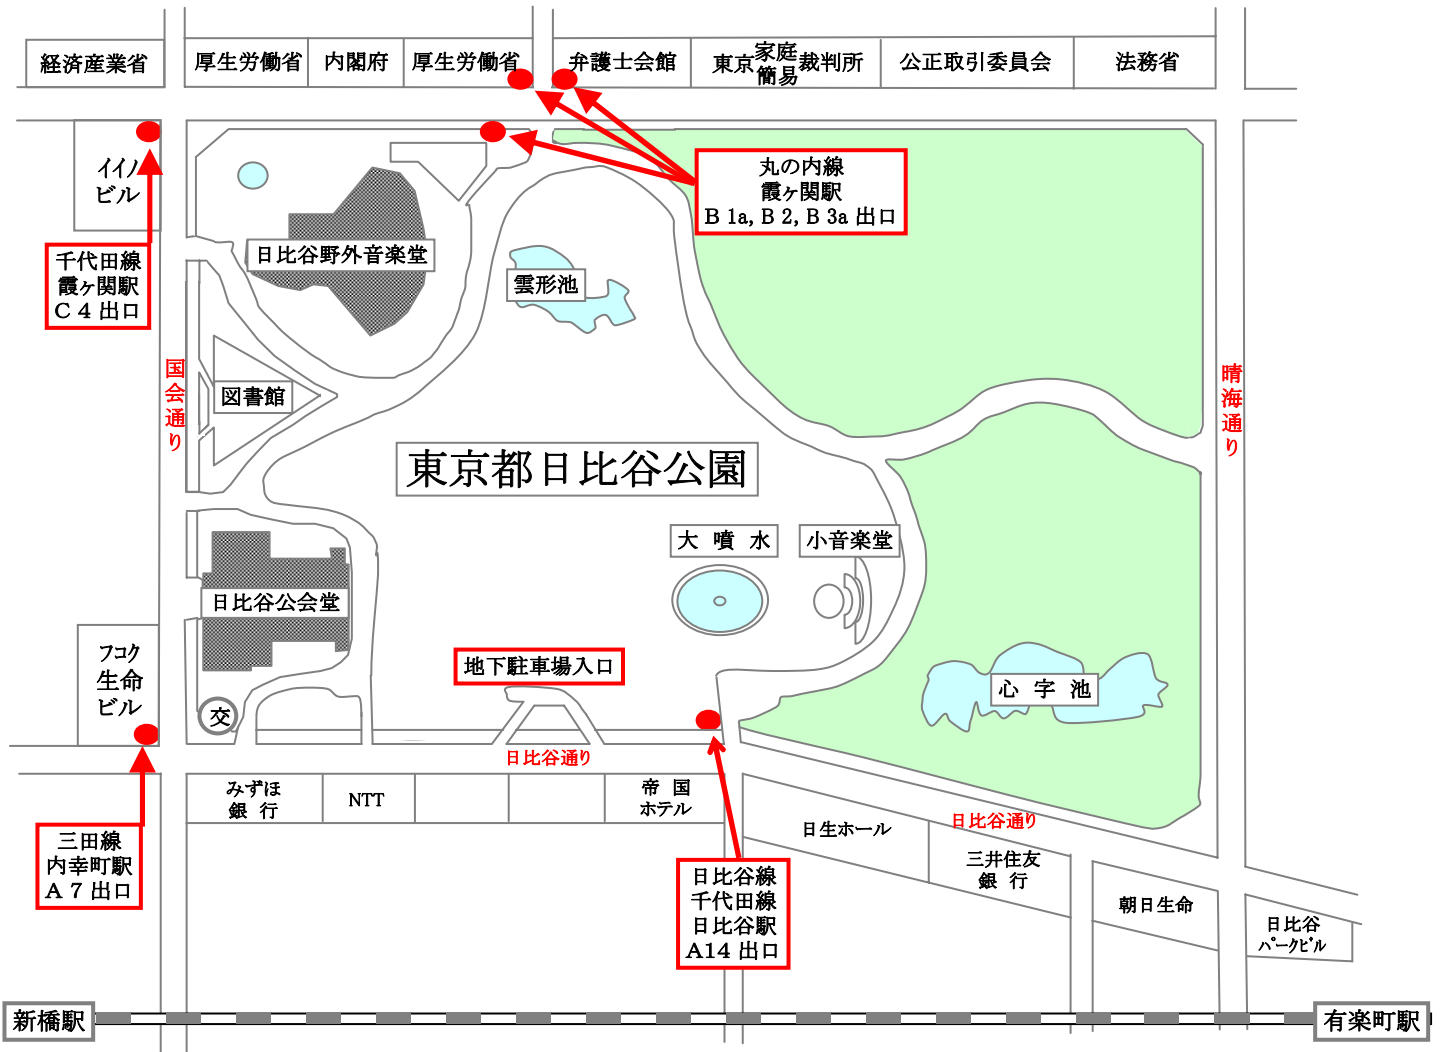 経済産業省
厚生労働省
内閣府
厚生労働省
弁護士会館
東京家庭簡易裁判所
公正取引委員会
法務省
イイノ
ビル
丸の内線
霞ヶ関駅
B 1a, B 2, B 3a 出口
千代田線
霞ヶ関駅
C 4 出口
日比谷野外音楽堂
雲形池
国会通り
図書館
晴海通り
東京都日比谷公園
大 噴 水
小音楽堂
日比谷公会堂
フコク
生命
ビル
地下駐車場入口
心 字 池
交
日比谷通り
みずほ
銀 行
NTT
帝 国
ホテル
日生ホール
日比谷通り
三井住友
銀 行
朝日生命
日比谷
パークビル
三田線
内幸町駅
A 7 出口
日比谷線
千代田線
日比谷駅
A14 出口
新橋駅
有楽町駅